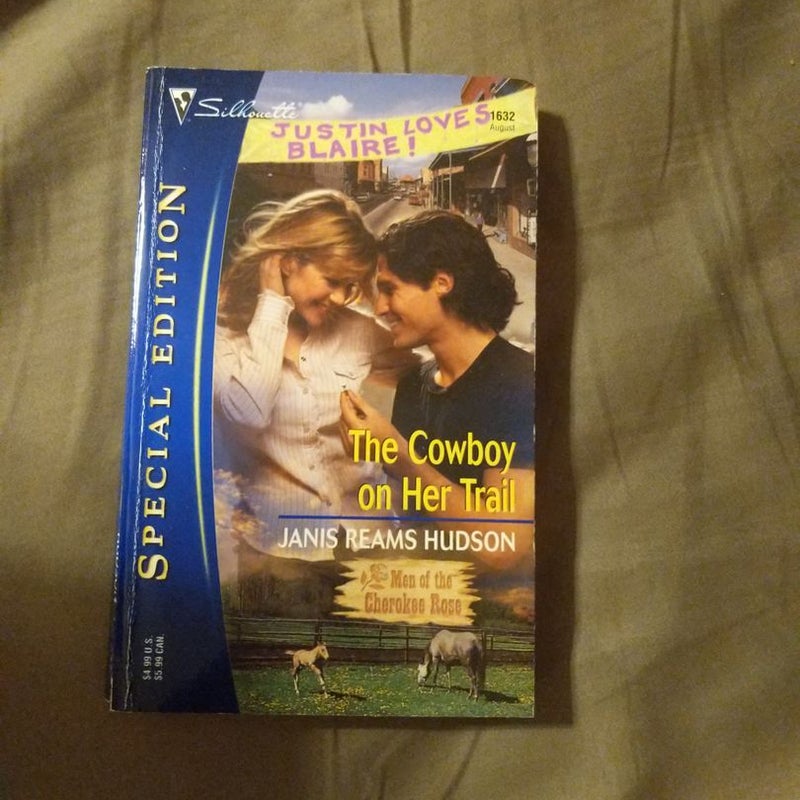 Silhouette
JUSTIN LOVES
BLAIRE!
1632
August
SPECIAL EDITION
The Cowboy
on Her Trail
JANIS REAMS HUDSON
Men of the
Cherokee Rose
$4.99 U.S.
$5.99 CAN.